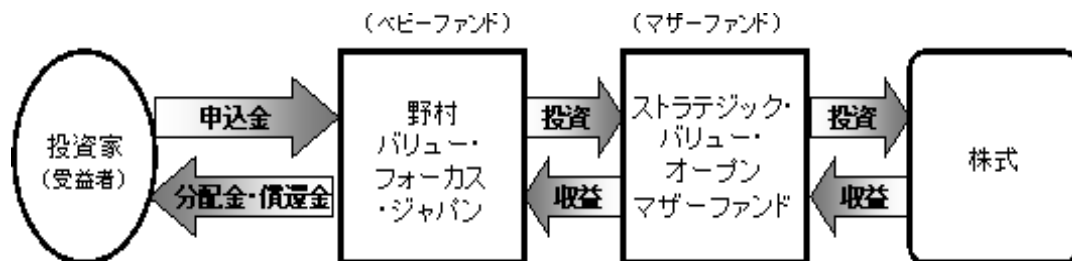 （ベビーファンド）
（マザーファンド）
投資家
（受益者）
申込金
分配金・償還金
野村
バリュー・
フォーカス
・ジャパン
投資
収益
ストラテジック・
バリュー・
オープン
マザーファンド
投資
収益
株式